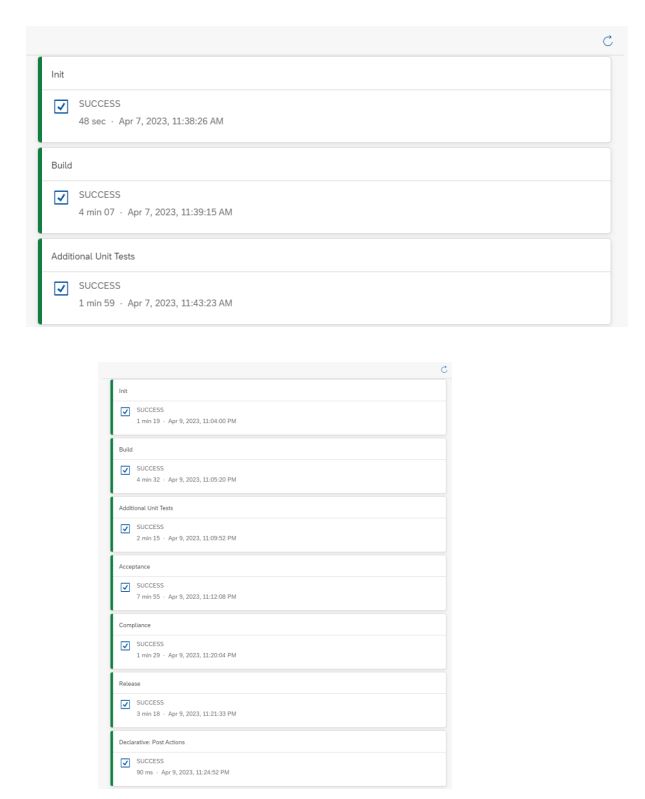 Init
SUCCESS
48 sec · Apr 7, 2023, 11:38:26 AM
Build
SUCCESS
4 min 07 · Apr 7, 2023, 11:39:15 AM
Additional Unit Tests
SUCCESS
1 min 59 · Apr 7, 2023, 11:43:23 AM
Init
SUCCESS
1 min 19 · Apr 9, 2023, 11:04:00 PM
Build
SUCCESS
4 min 32 · Apr 9, 2023, 11:05:20 PM
Additional Unit Tests
SUCCESS
2 min 15 · Apr 9, 2023, 11:09:52 PM
Acceptance
SUCCESS
7 min 55 · Apr 9, 2023, 11:12:08 PM
Compliance
SUCCESS
1 min 29 · Apr 9, 2023, 11:20:04 PM
Release
SUCCESS
3 min 18 · Apr 9, 2023, 11:21:33 PM
Declarative: Post Actions
SUCCESS
90 ms · Apr 9, 2023, 11:24:52 PM